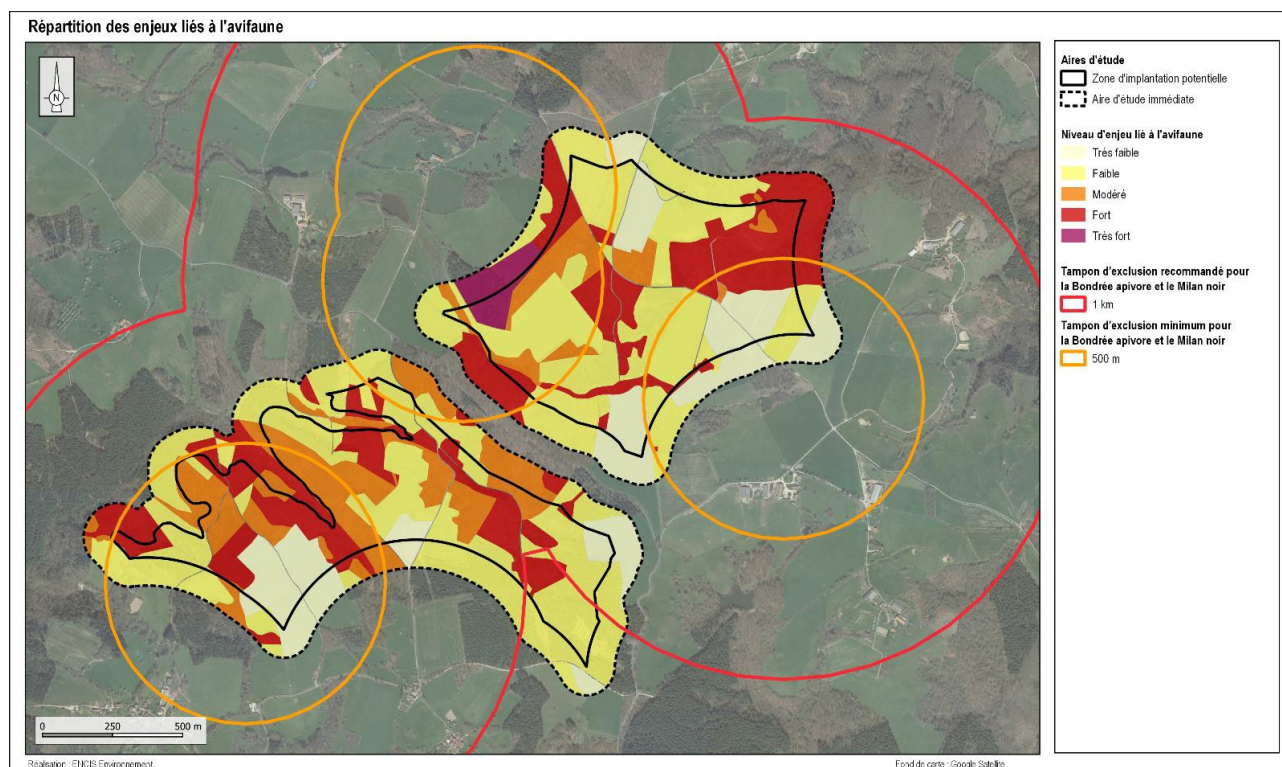 Répartition des enjeux liés à l'avifaune
N
Aires d'étude
Zone d'implantation potentielle
Aire d'étude immédiate
Niveau d'enjeu lié à l'avifaune
Très faible
Faible
Modéré
Fort
Très fort
Tampon d'exclusion recommandé pour
la Bondrée apivore et le Milan noir
1 km
Tampon d'exclusion minimum pour
la Bondrée apivore et le Milan noir
500 m
0 250 500 m
Réalisation : ENCIS Environnement
Fond de carte : Google Satellite